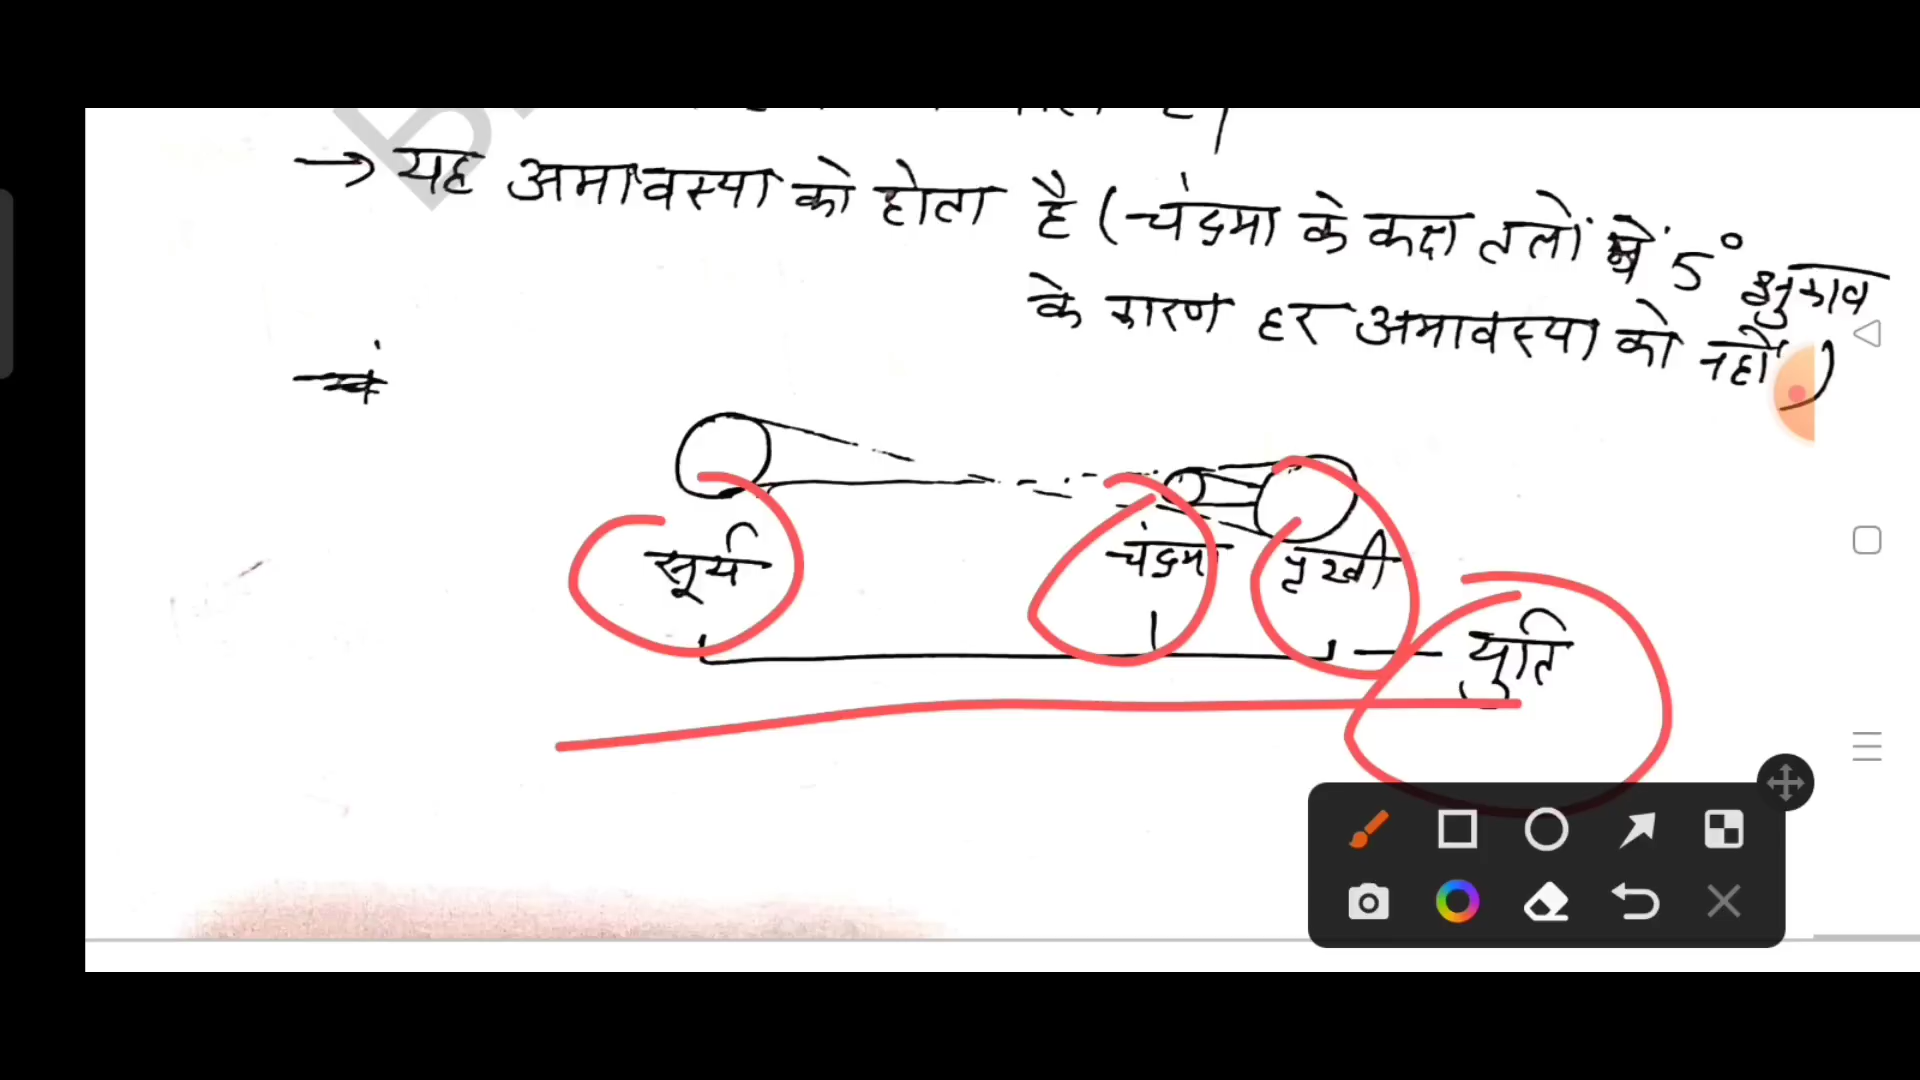 → यह अमावस्या को होता है (चंद्रमा के कक्ष तलों में 5° झुकाव
के कारण हर अमावस्या को नहीं)
सूर्य चंद्रमा पृथ्वी
युति